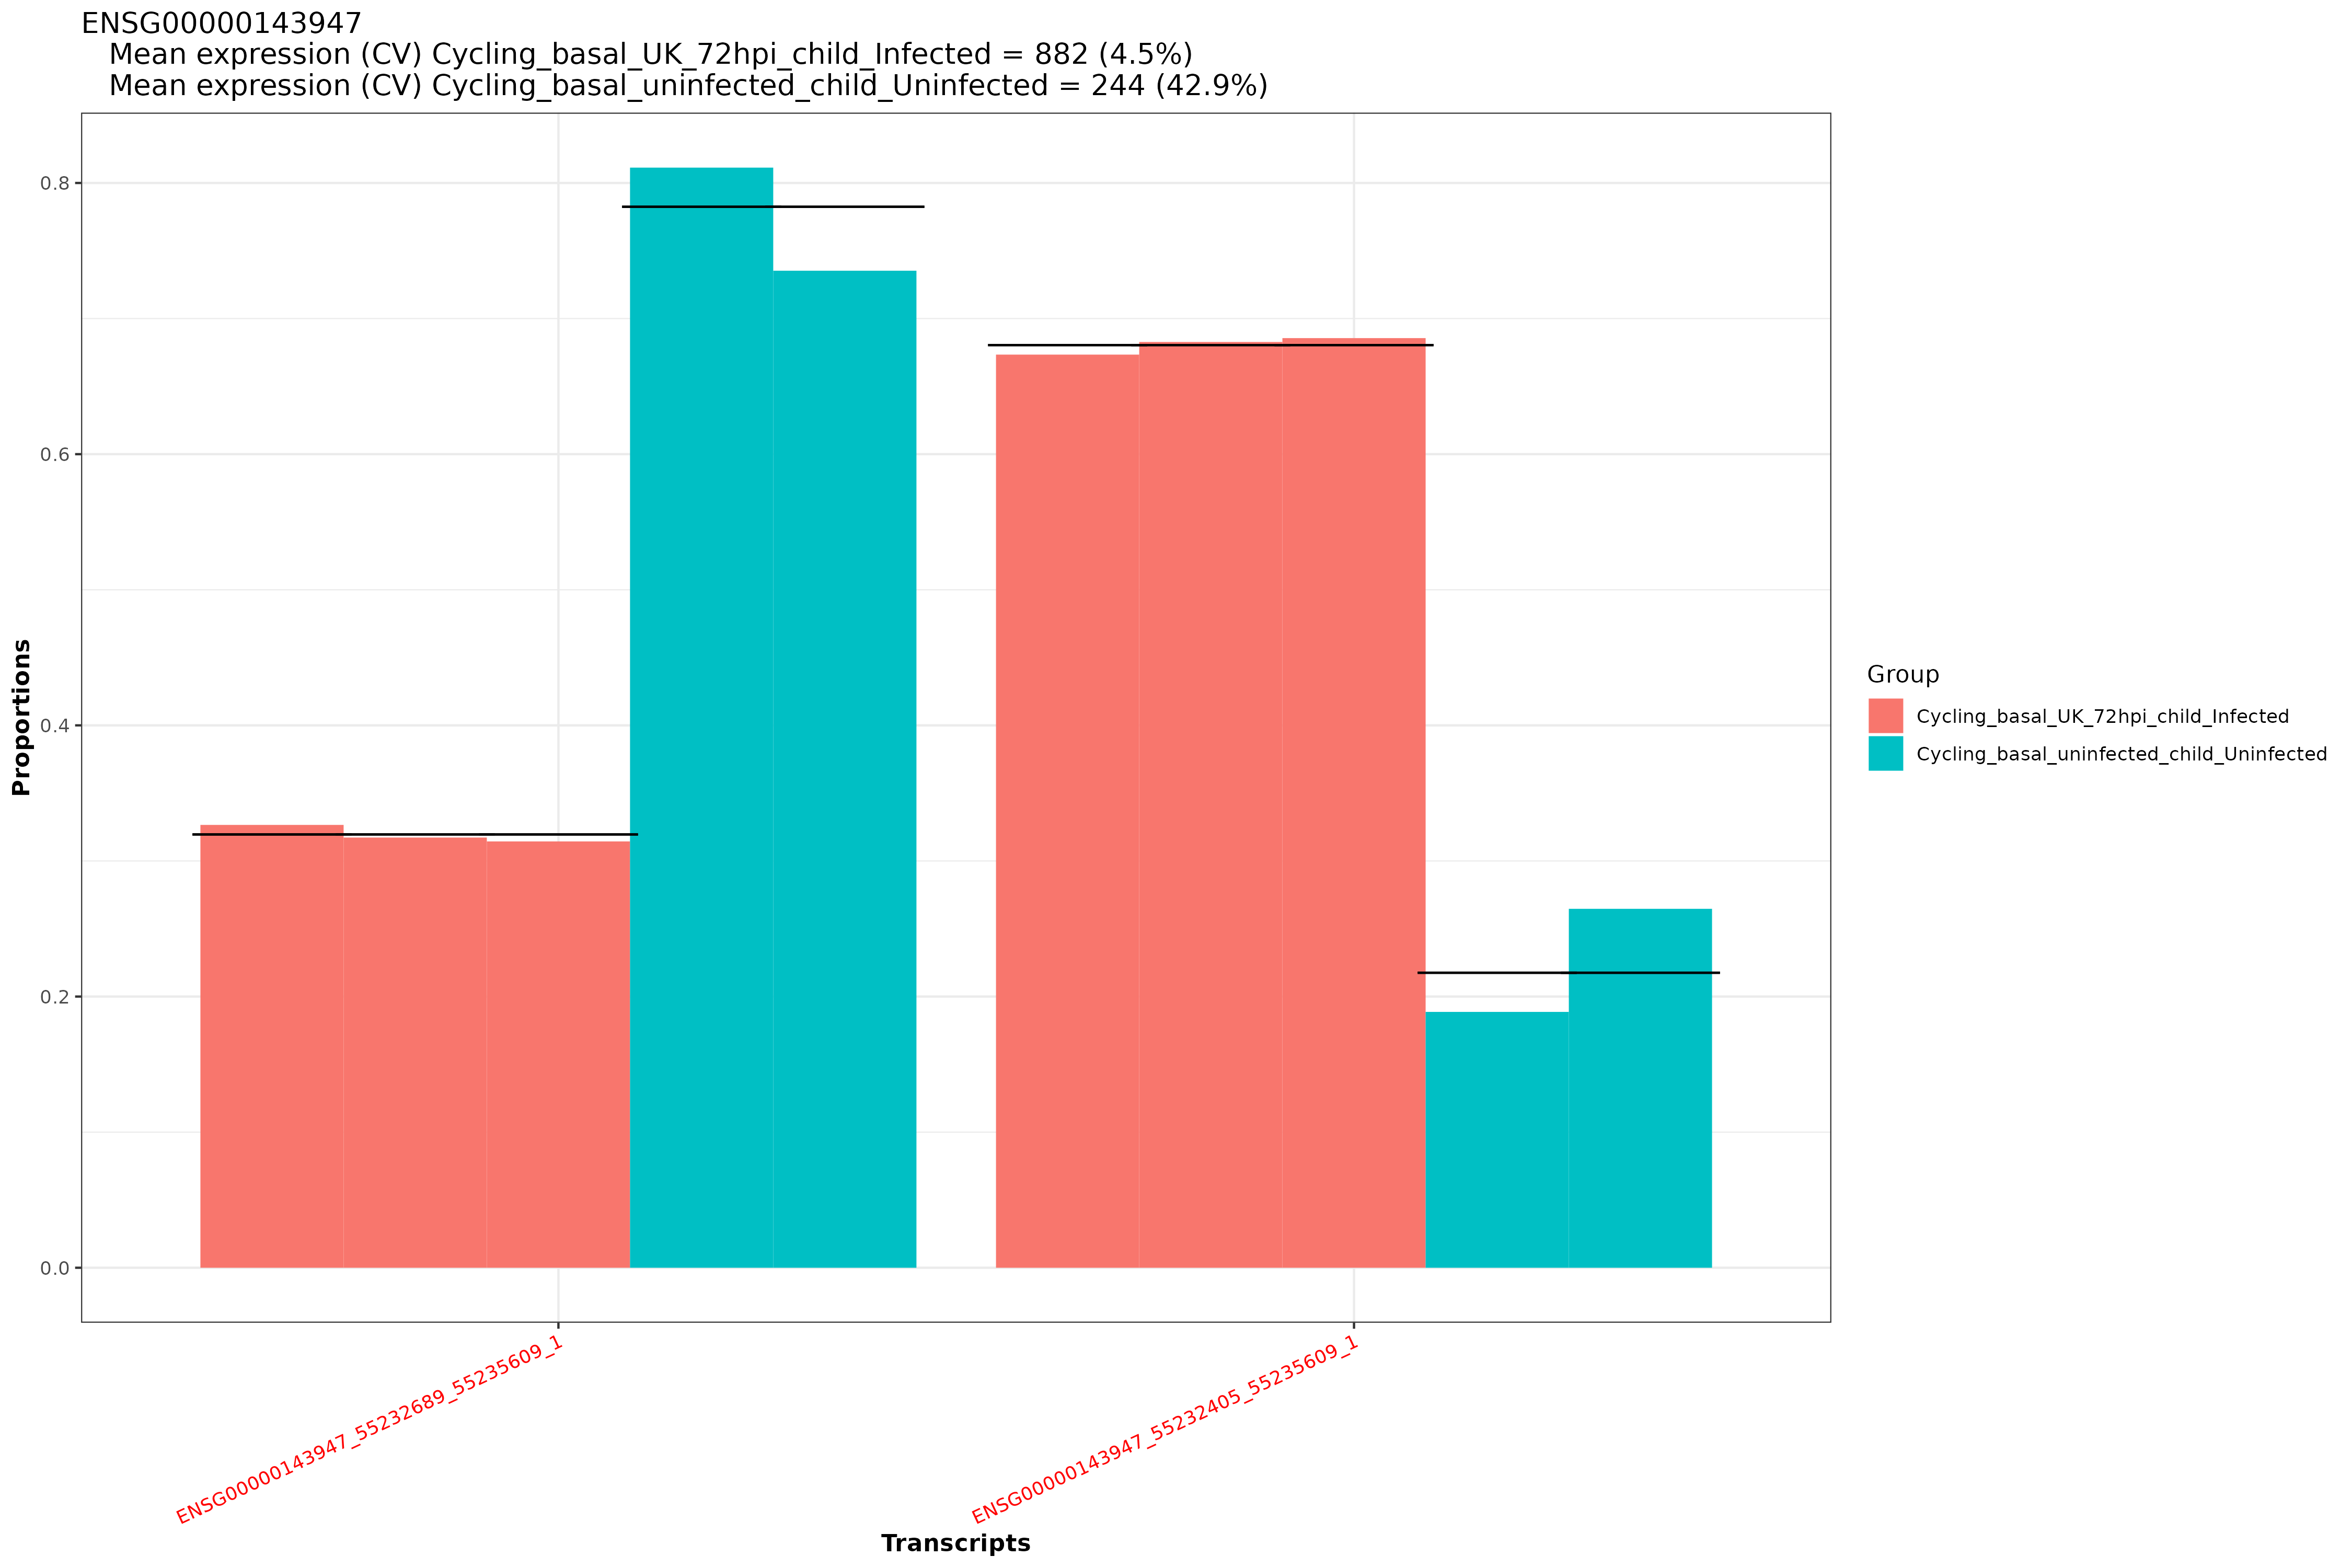 ENSG00000143947
Mean expression (CV) Cycling_basal_UK_72hpi_child_Infected = 882 (4.5%)
Mean expression (CV) Cycling_basal_uninfected_child_Uninfected = 244 (42.9%)
Proportions
0.8
0.6
0.4
0.2
0.0
ENSG00000143947_55232689_55235609_1
ENSG00000143947_55232405_55235609_1
Transcripts
Group
Cycling_basal_UK_72hpi_child_Infected
Cycling_basal_uninfected_child_Uninfected